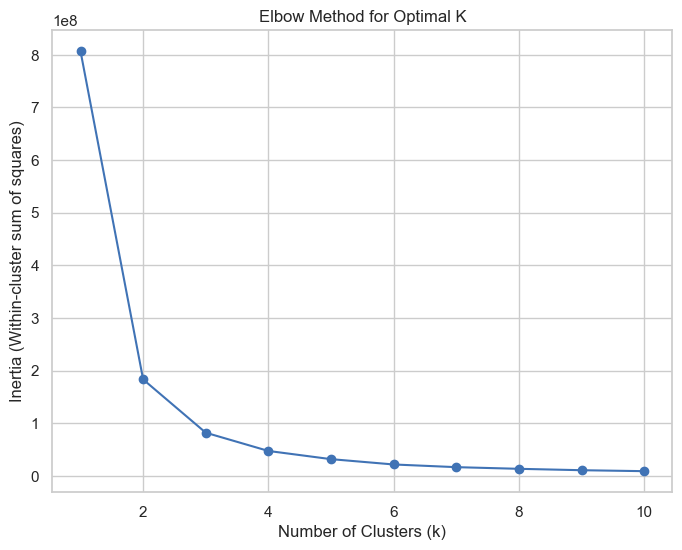 Elbow Method for Optimal K
1e8
8
7
6
5
4
3
2
1
0
Inertia (Within-cluster sum of squares)
2 4 6 8 10
Number of Clusters (k)